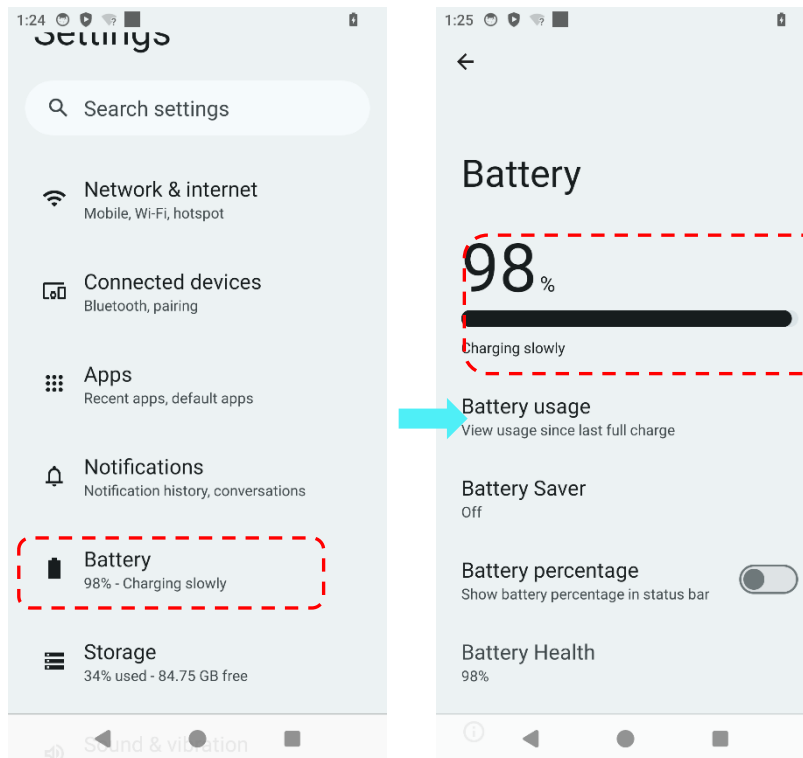 1:24
Settings
Search settings
Network & internet
Mobile, Wi-Fi, hotspot
Connected devices
Bluetooth, pairing
Apps
Recent apps, default apps
Notifications
Notification history, conversations
Battery
98% - Charging slowly
Storage
34% used - 84.75 GB free
Sound & vibration
1:25
Battery
98 %
Charging slowly
Battery usage
View usage since last full charge
Battery Saver
Off
Battery percentage
Show battery percentage in status bar
Battery Health
98%